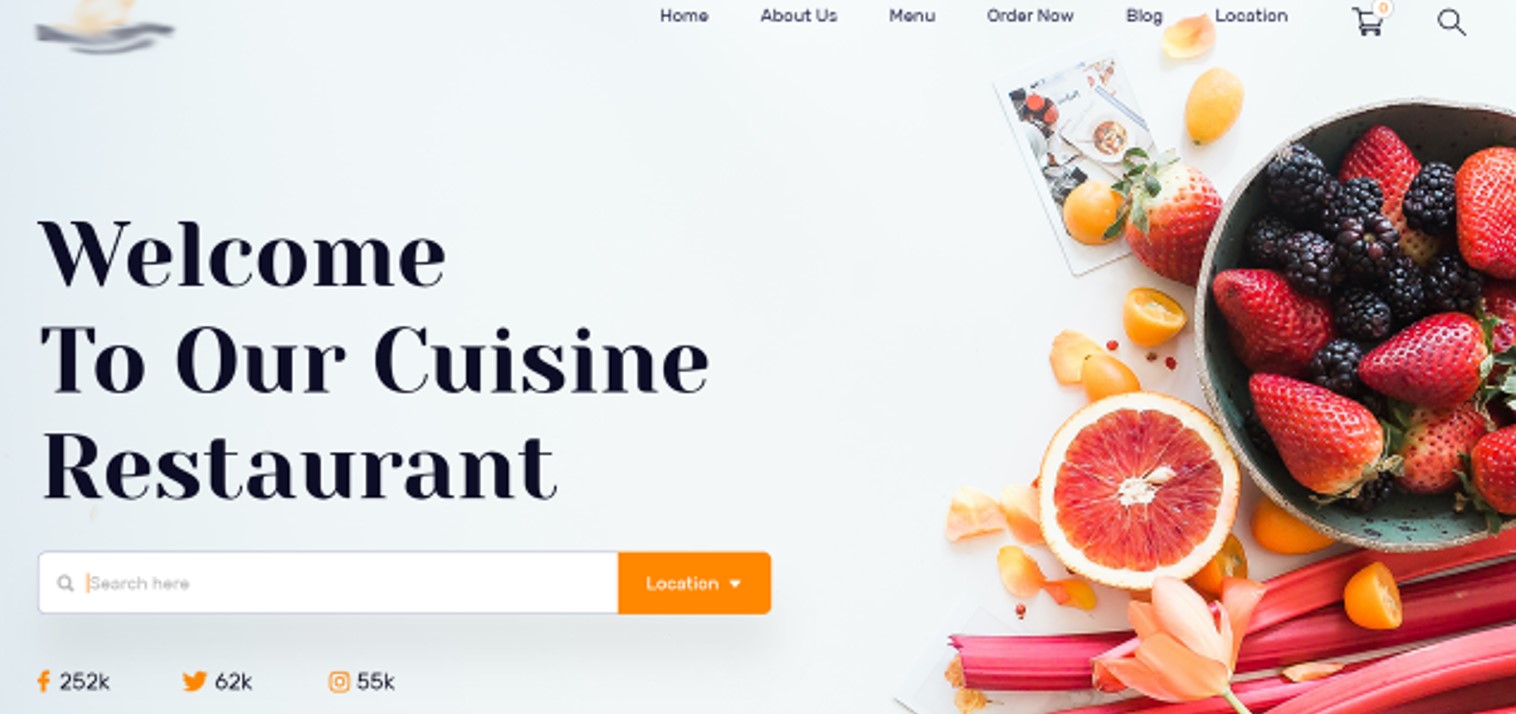 Home About Us Menu Order Now Blog Location 0
Welcome
To Our Cuisine
Restaurant
Search here Location
252k 62k 55k